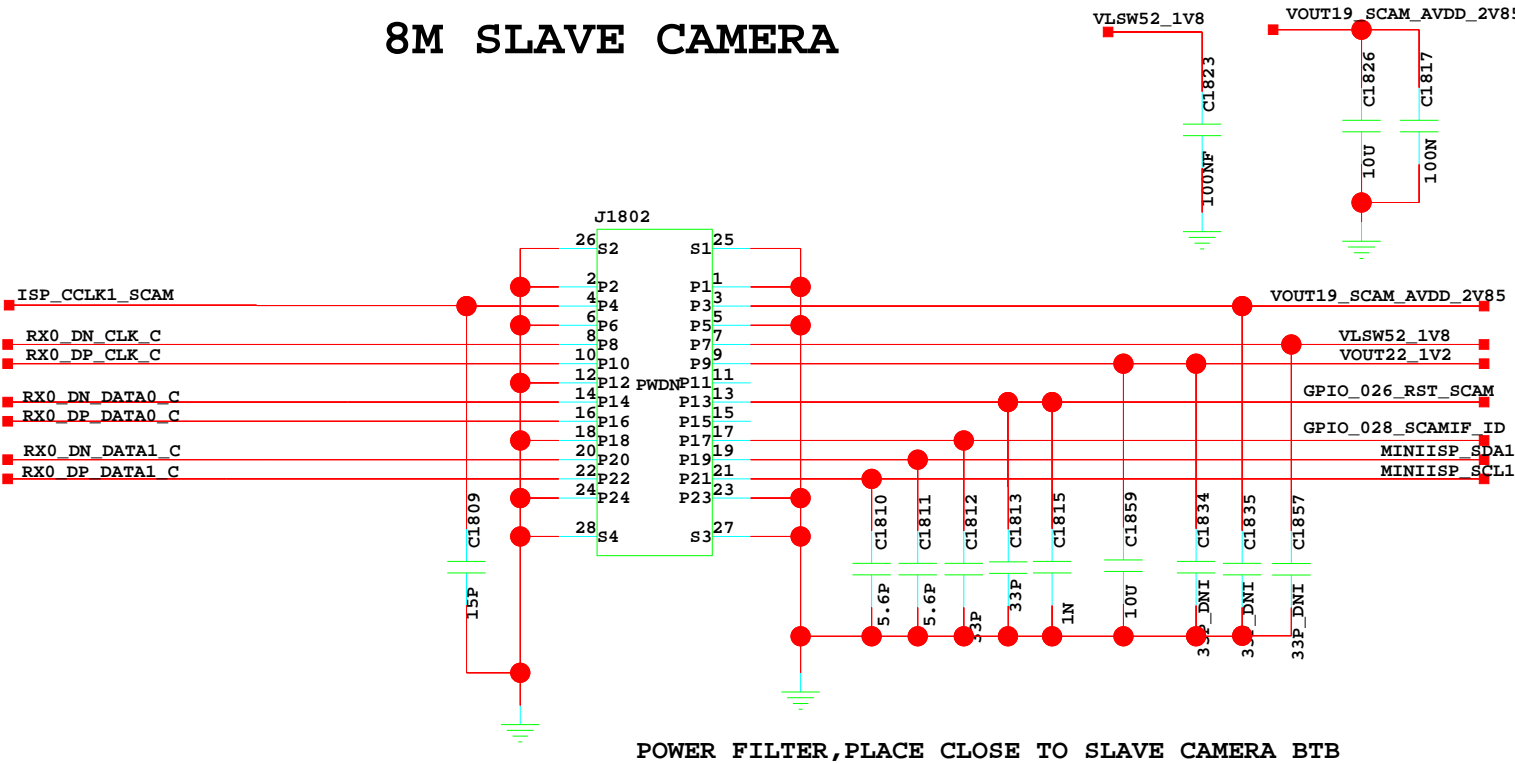 8M SLAVE CAMERA
VLSW52_1V8
VOUT19_SCAM_AVDD_2V85
C1823
100NF
C1826
10U
C1817
100N
J1802
26 S2 S1 25
2 P2 P1 1
4 P4 P3 3
6 P6 P5 5
8 P8 P7 7
10 P10 P9 9
12 P12 PWDN P11 11
14 P14 P13 13
16 P16 P15 15
18 P18 P17 17
20 P20 P19 19
22 P22 P21 21
24 P24 P23 23
28 S4 S3 27
ISP_CCLK1_SCAM
RX0_DN_CLK_C
RX0_DP_CLK_C
RX0_DN_DATA0_C
RX0_DP_DATA0_C
RX0_DN_DATA1_C
RX0_DP_DATA1_C
VOUT19_SCAM_AVDD_2V85
VLSW52_1V8
VOUT22_1V2
GPIO_026_RST_SCAM
GPIO_028_SCAMIF_ID
MINIISP_SDA1
MINIISP_SCL1
C1809
15P
C1810
5.6P
C1811
5.6P
C1812
33P
C1813
33P
C1815
1N
C1859
10U
C1834
33P_DNI
C1835
33P_DNI
C1857
33P_DNI
POWER FILTER,PLACE CLOSE TO SLAVE CAMERA BTB